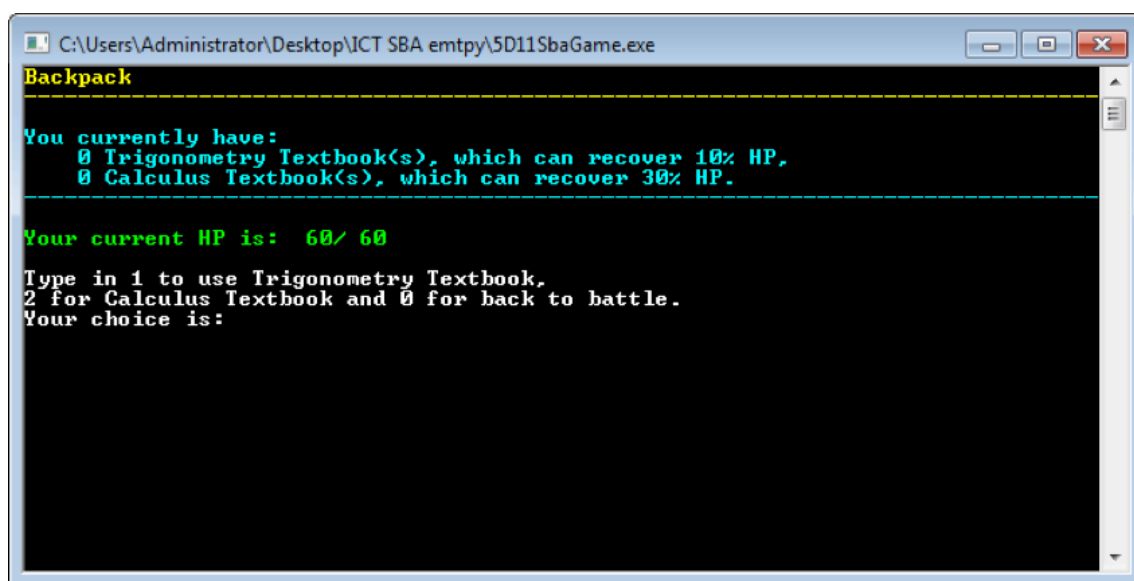 C:\Users\Administrator\Desktop\ICT SBA emtpy\5D11SbaGame.exe
Backpack
You currently have:
0 Trigonometry Textbook(s), which can recover 10% HP,
0 Calculus Textbook(s), which can recover 30% HP.
Your current HP is:  60/ 60
Type in 1 to use Trigonometry Textbook,
2 for Calculus Textbook and 0 for back to battle.
Your choice is: